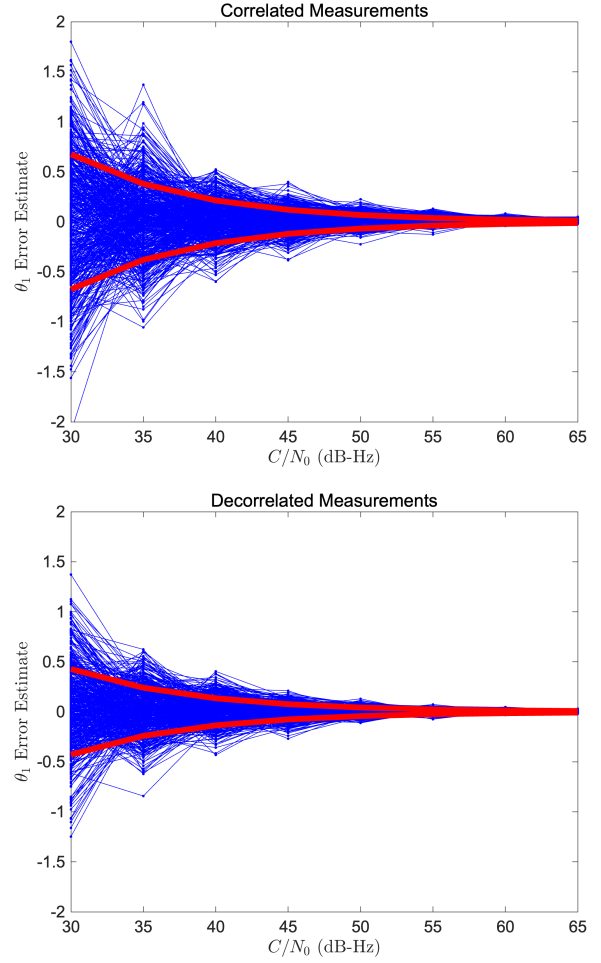 Correlated Measurements
2
1.5
1
0.5
0
-0.5
-1
-1.5
-2
θ₁ Error Estimate
30 35 40 45 50 55 60 65
C/N₀ (dB-Hz)
Decorrelated Measurements
2
1.5
1
0.5
0
-0.5
-1
-1.5
-2
θ₁ Error Estimate
30 35 40 45 50 55 60 65
C/N₀ (dB-Hz)